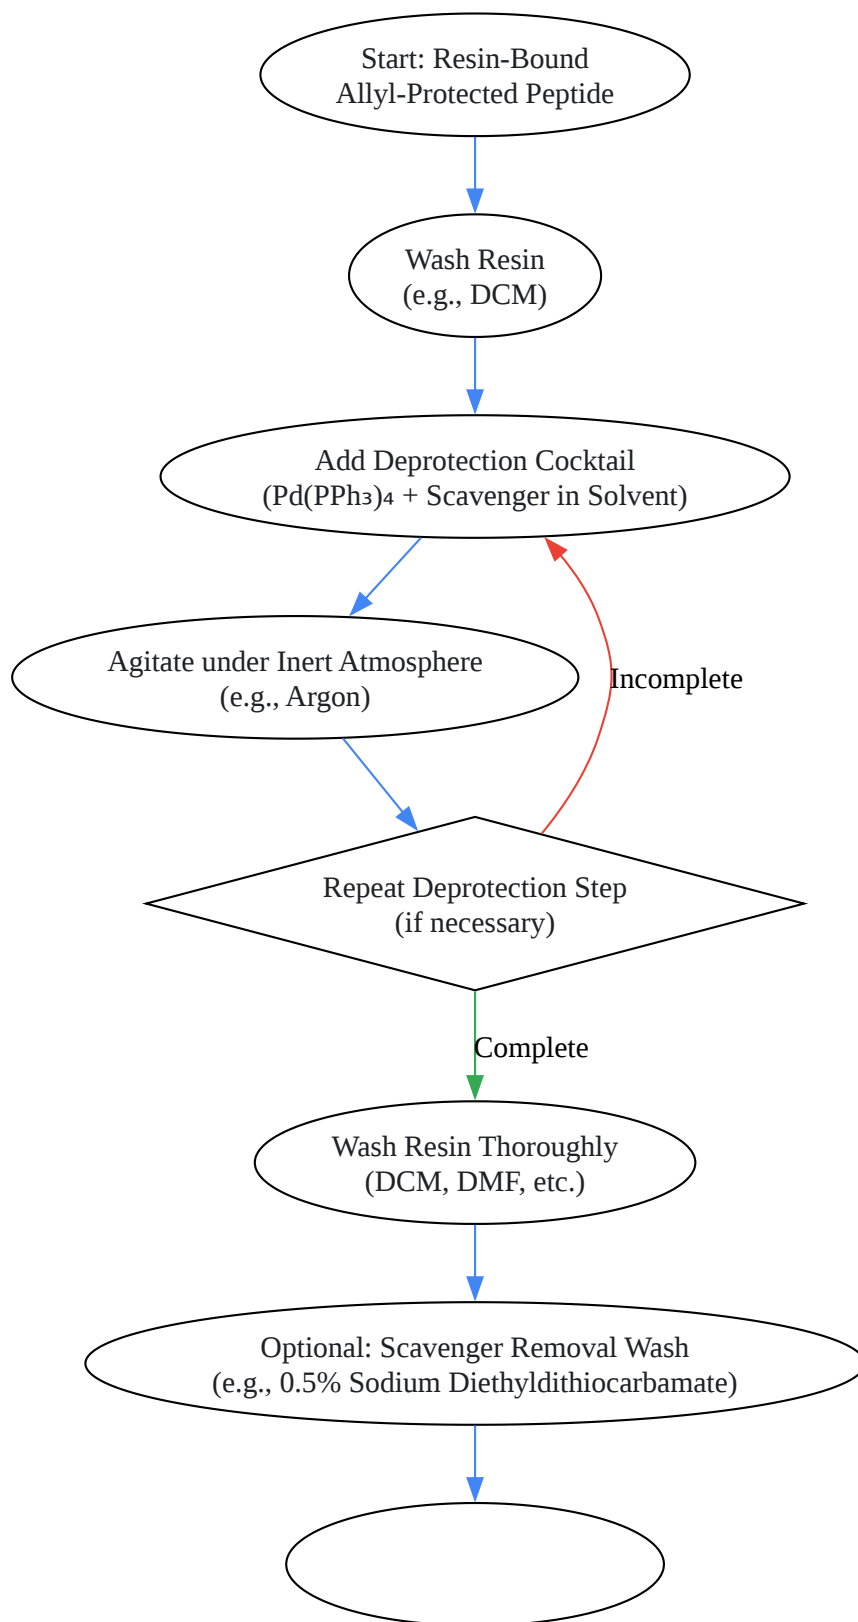 Start: Resin-Bound
Allyl-Protected Peptide
Wash Resin
(e.g., DCM)
Add Deprotection Cocktail
(Pd(PPh₃)₄ + Scavenger in Solvent)
Agitate under Inert Atmosphere
(e.g., Argon)
Incomplete
Repeat Deprotection Step
(if necessary)
Complete
Wash Resin Thoroughly
(DCM, DMF, etc.)
Optional: Scavenger Removal Wash
(e.g., 0.5% Sodium Diethyldithiocarbamate)